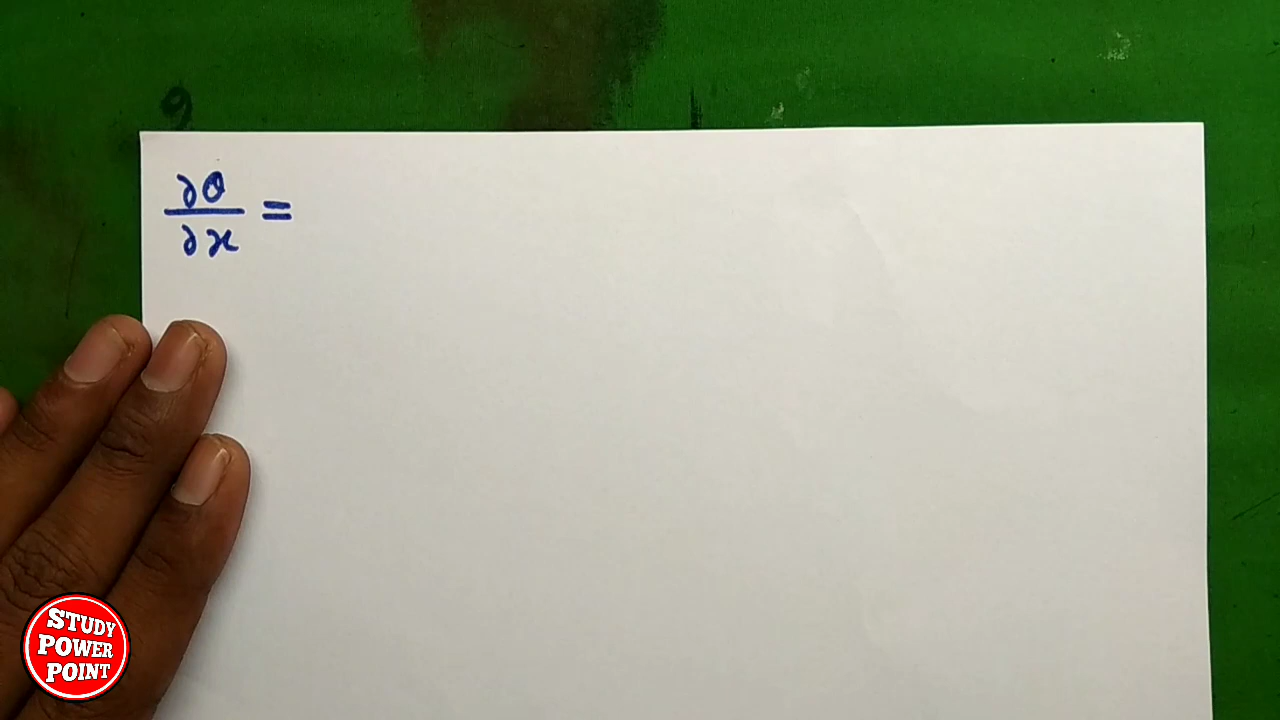 ∂θ/∂x =
STUDY
POWER
POINT